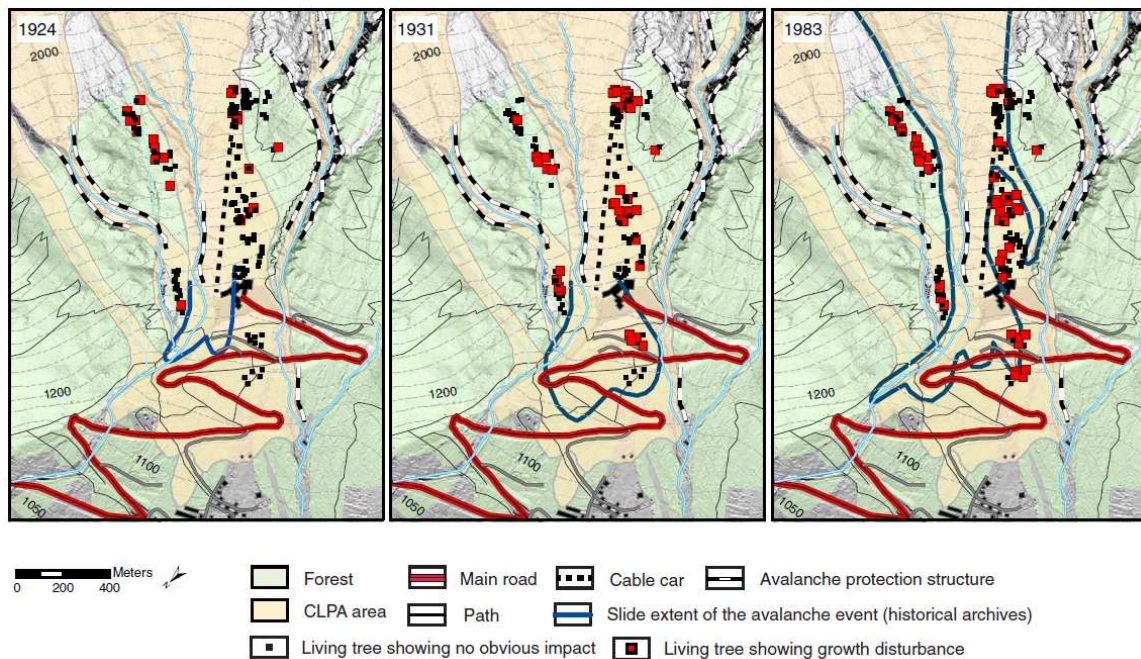 1924
2000
1200
1100
1050
1931
2000
1200
1100
1050
1983
2000
1200
1100
1050
Meters
0 200 400
N
Forest
Main road
Cable car
Avalanche protection structure
CLPA area
Path
Slide extent of the avalanche event (historical archives)
Living tree showing no obvious impact
Living tree showing growth disturbance